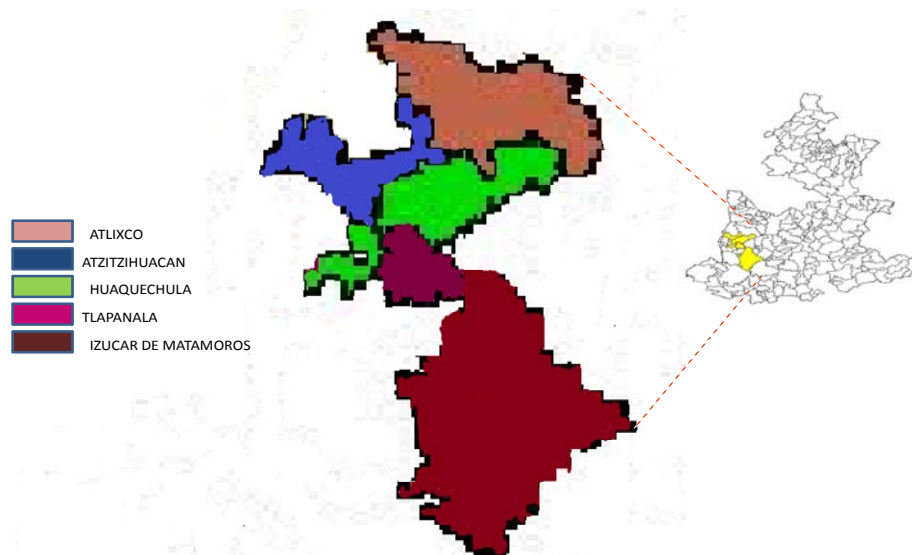 ATLIXCO
ATZITZIHUACAN
HUAQUECHULA
TLAPANALA
IZUCAR DE MATAMOROS